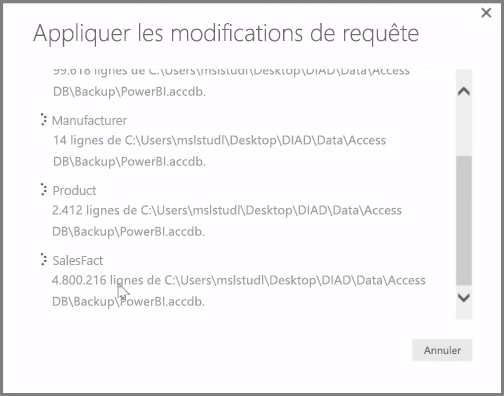 Appliquer les modifications de requête
99.618 lignes de C:\Users\mslstudl\Desktop\DIAD\Data\Access
DB\Backup\PowerBI.accdb.
Manufacturer
14 lignes de C:\Users\mslstudl\Desktop\DIAD\Data\Access
DB\Backup\PowerBI.accdb.
Product
2.412 lignes de C:\Users\mslstudl\Desktop\DIAD\Data\Access
DB\Backup\PowerBI.accdb.
SalesFact
4.800.216 lignes de C:\Users\mslstudl\Desktop\DIAD\Data\Access
DB\Backup\PowerBI.accdb.
Annuler